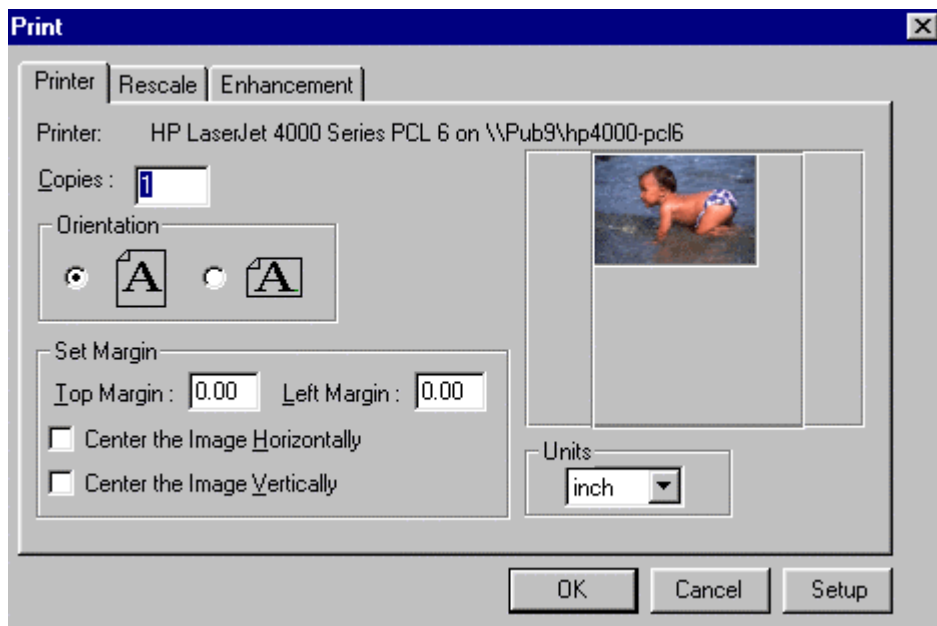 Print
Printer Rescale Enhancement
Printer: HP LaserJet 4000 Series PCL 6 on \\Pub9\hp4000-pcl6
Copies : 1
Orientation
A A
Set Margin
Top Margin : 0.00 Left Margin : 0.00
Center the Image Horizontally
Center the Image Vertically
Units
inch
OK Cancel Setup